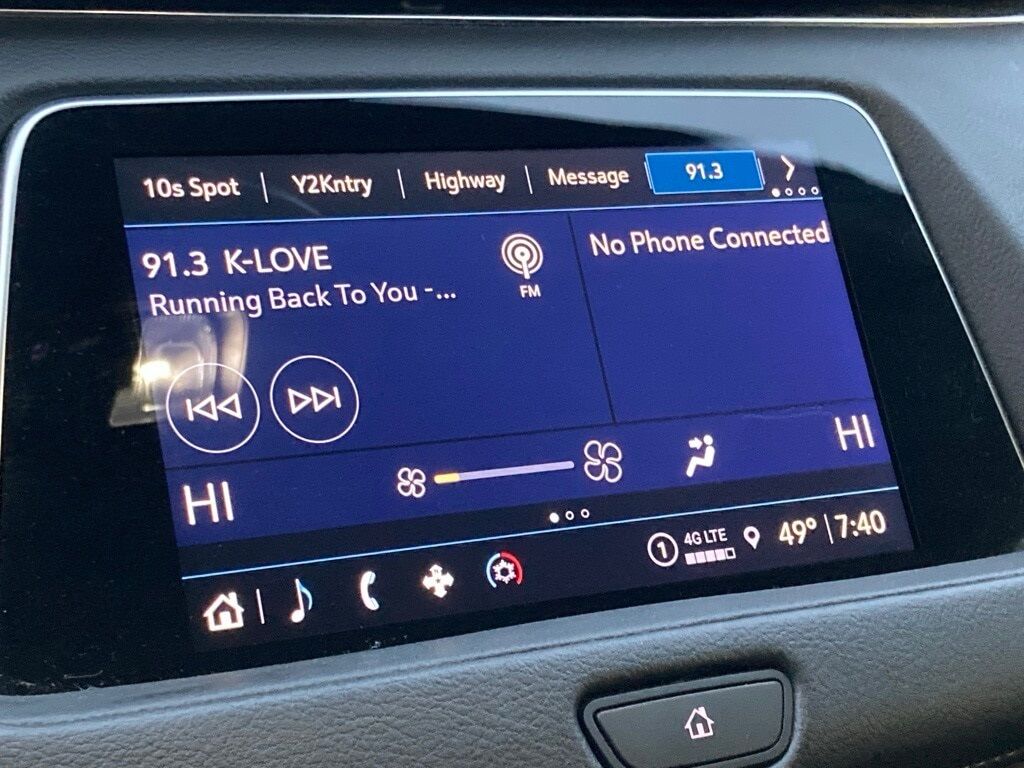 10s Spot | Y2Kntry | Highway | Message | 91.3
91.3 K-LOVE
Running Back To You -...
FM
No Phone Connected
HI
HI
1 4G LTE 49° | 7:40